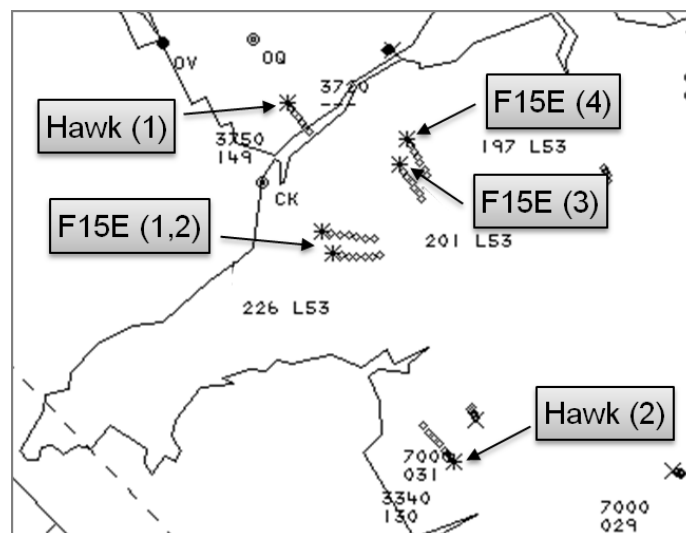 OV
OQ
3720
---
Hawk (1)
F15E (4)
3750
149
197 L53
CK
F15E (3)
F15E (1,2)
201 L53
226 L53
Hawk (2)
7000
031
3340
130
7000
029